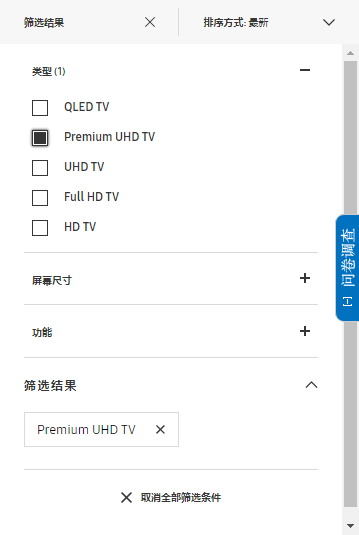 筛选结果
排序方式: 最新
类型 (1)
QLED TV
Premium UHD TV
UHD TV
Full HD TV
HD TV
屏幕尺寸
功能
问卷调查
筛选结果
Premium UHD TV
取消全部筛选条件